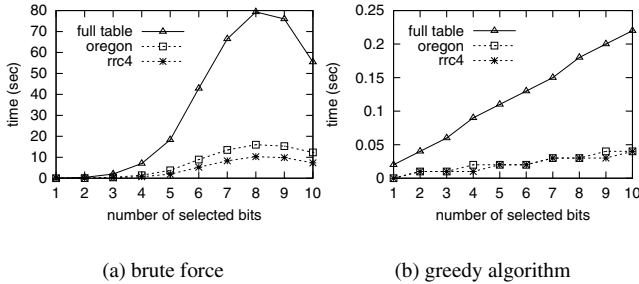 time (sec)
80
70
60
50
40
30
20
10
0
full table
oregon
rrc4
1 2 3 4 5 6 7 8 9 10
number of selected bits
(a) brute force
time (sec)
0.25
0.2
0.15
0.1
0.05
0
full table
oregon
rrc4
1 2 3 4 5 6 7 8 9 10
number of selected bits
(b) greedy algorithm